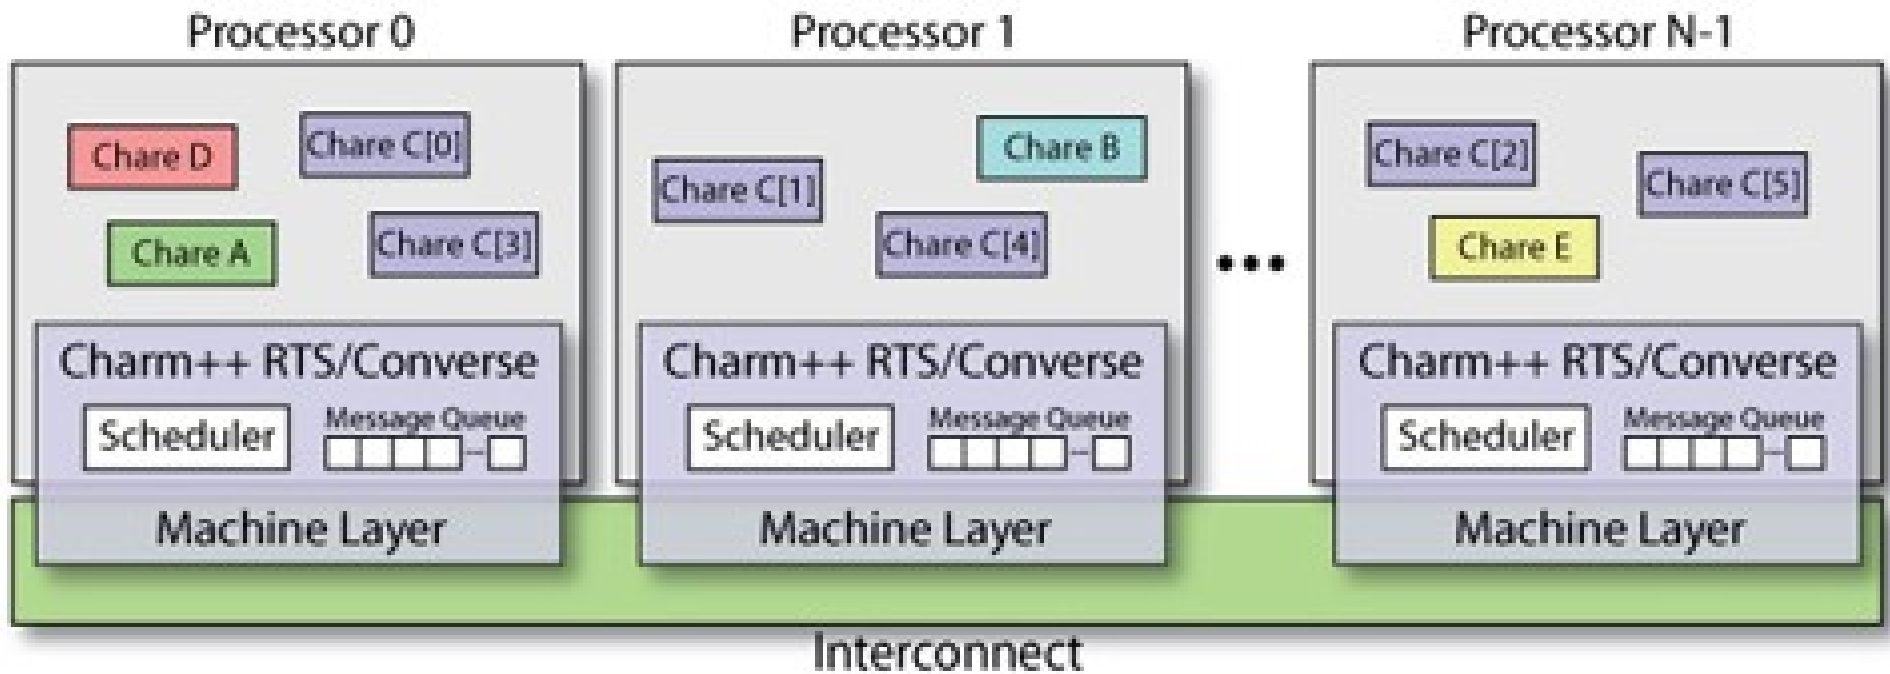 Processor 0
Processor 1
Processor N-1
Chare D
Chare C[0]
Chare A
Chare C[3]
Chare B
Chare C[1]
Chare C[4]
Chare C[2]
Chare C[5]
Chare E
•••
Charm++ RTS/Converse
Scheduler
Message Queue
Machine Layer
Charm++ RTS/Converse
Scheduler
Message Queue
Machine Layer
Charm++ RTS/Converse
Scheduler
Message Queue
Machine Layer
Interconnect